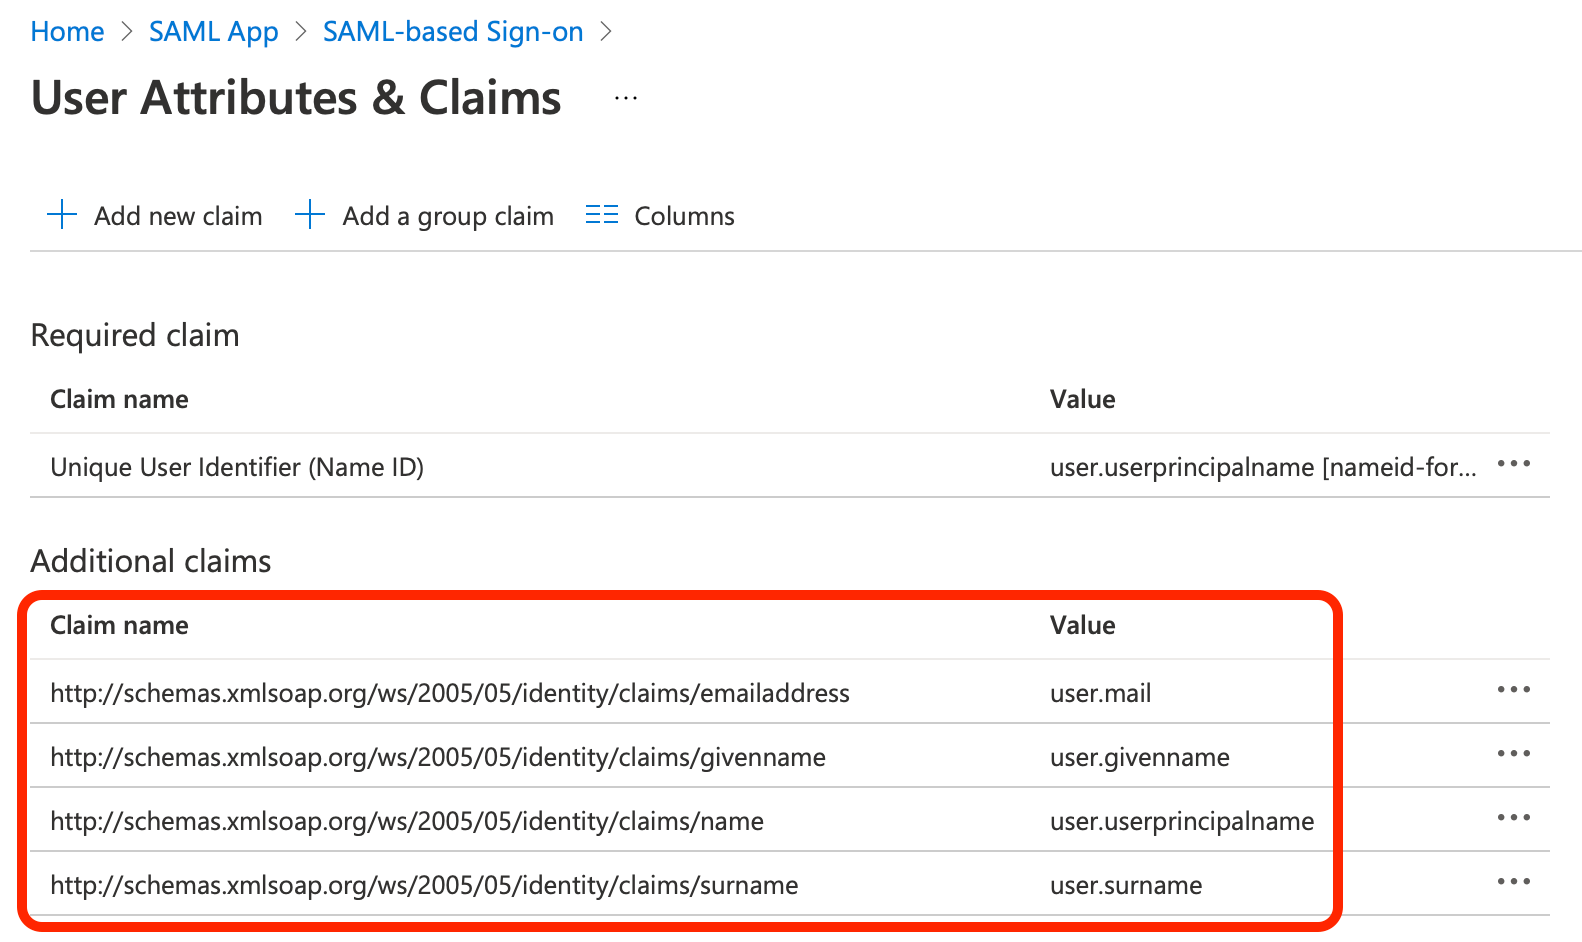 Home > SAML App > SAML-based Sign-on >
User Attributes & Claims ...
Add new claim Add a group claim Columns
Required claim
Claim name Value
Unique User Identifier (Name ID) user.userprincipalname [nameid-for... •••
Additional claims
Claim name Value
http://schemas.xmlsoap.org/ws/2005/05/identity/claims/emailaddress user.mail •••
http://schemas.xmlsoap.org/ws/2005/05/identity/claims/givenname user.givenname •••
http://schemas.xmlsoap.org/ws/2005/05/identity/claims/name user.userprincipalname •••
http://schemas.xmlsoap.org/ws/2005/05/identity/claims/surname user.surname •••